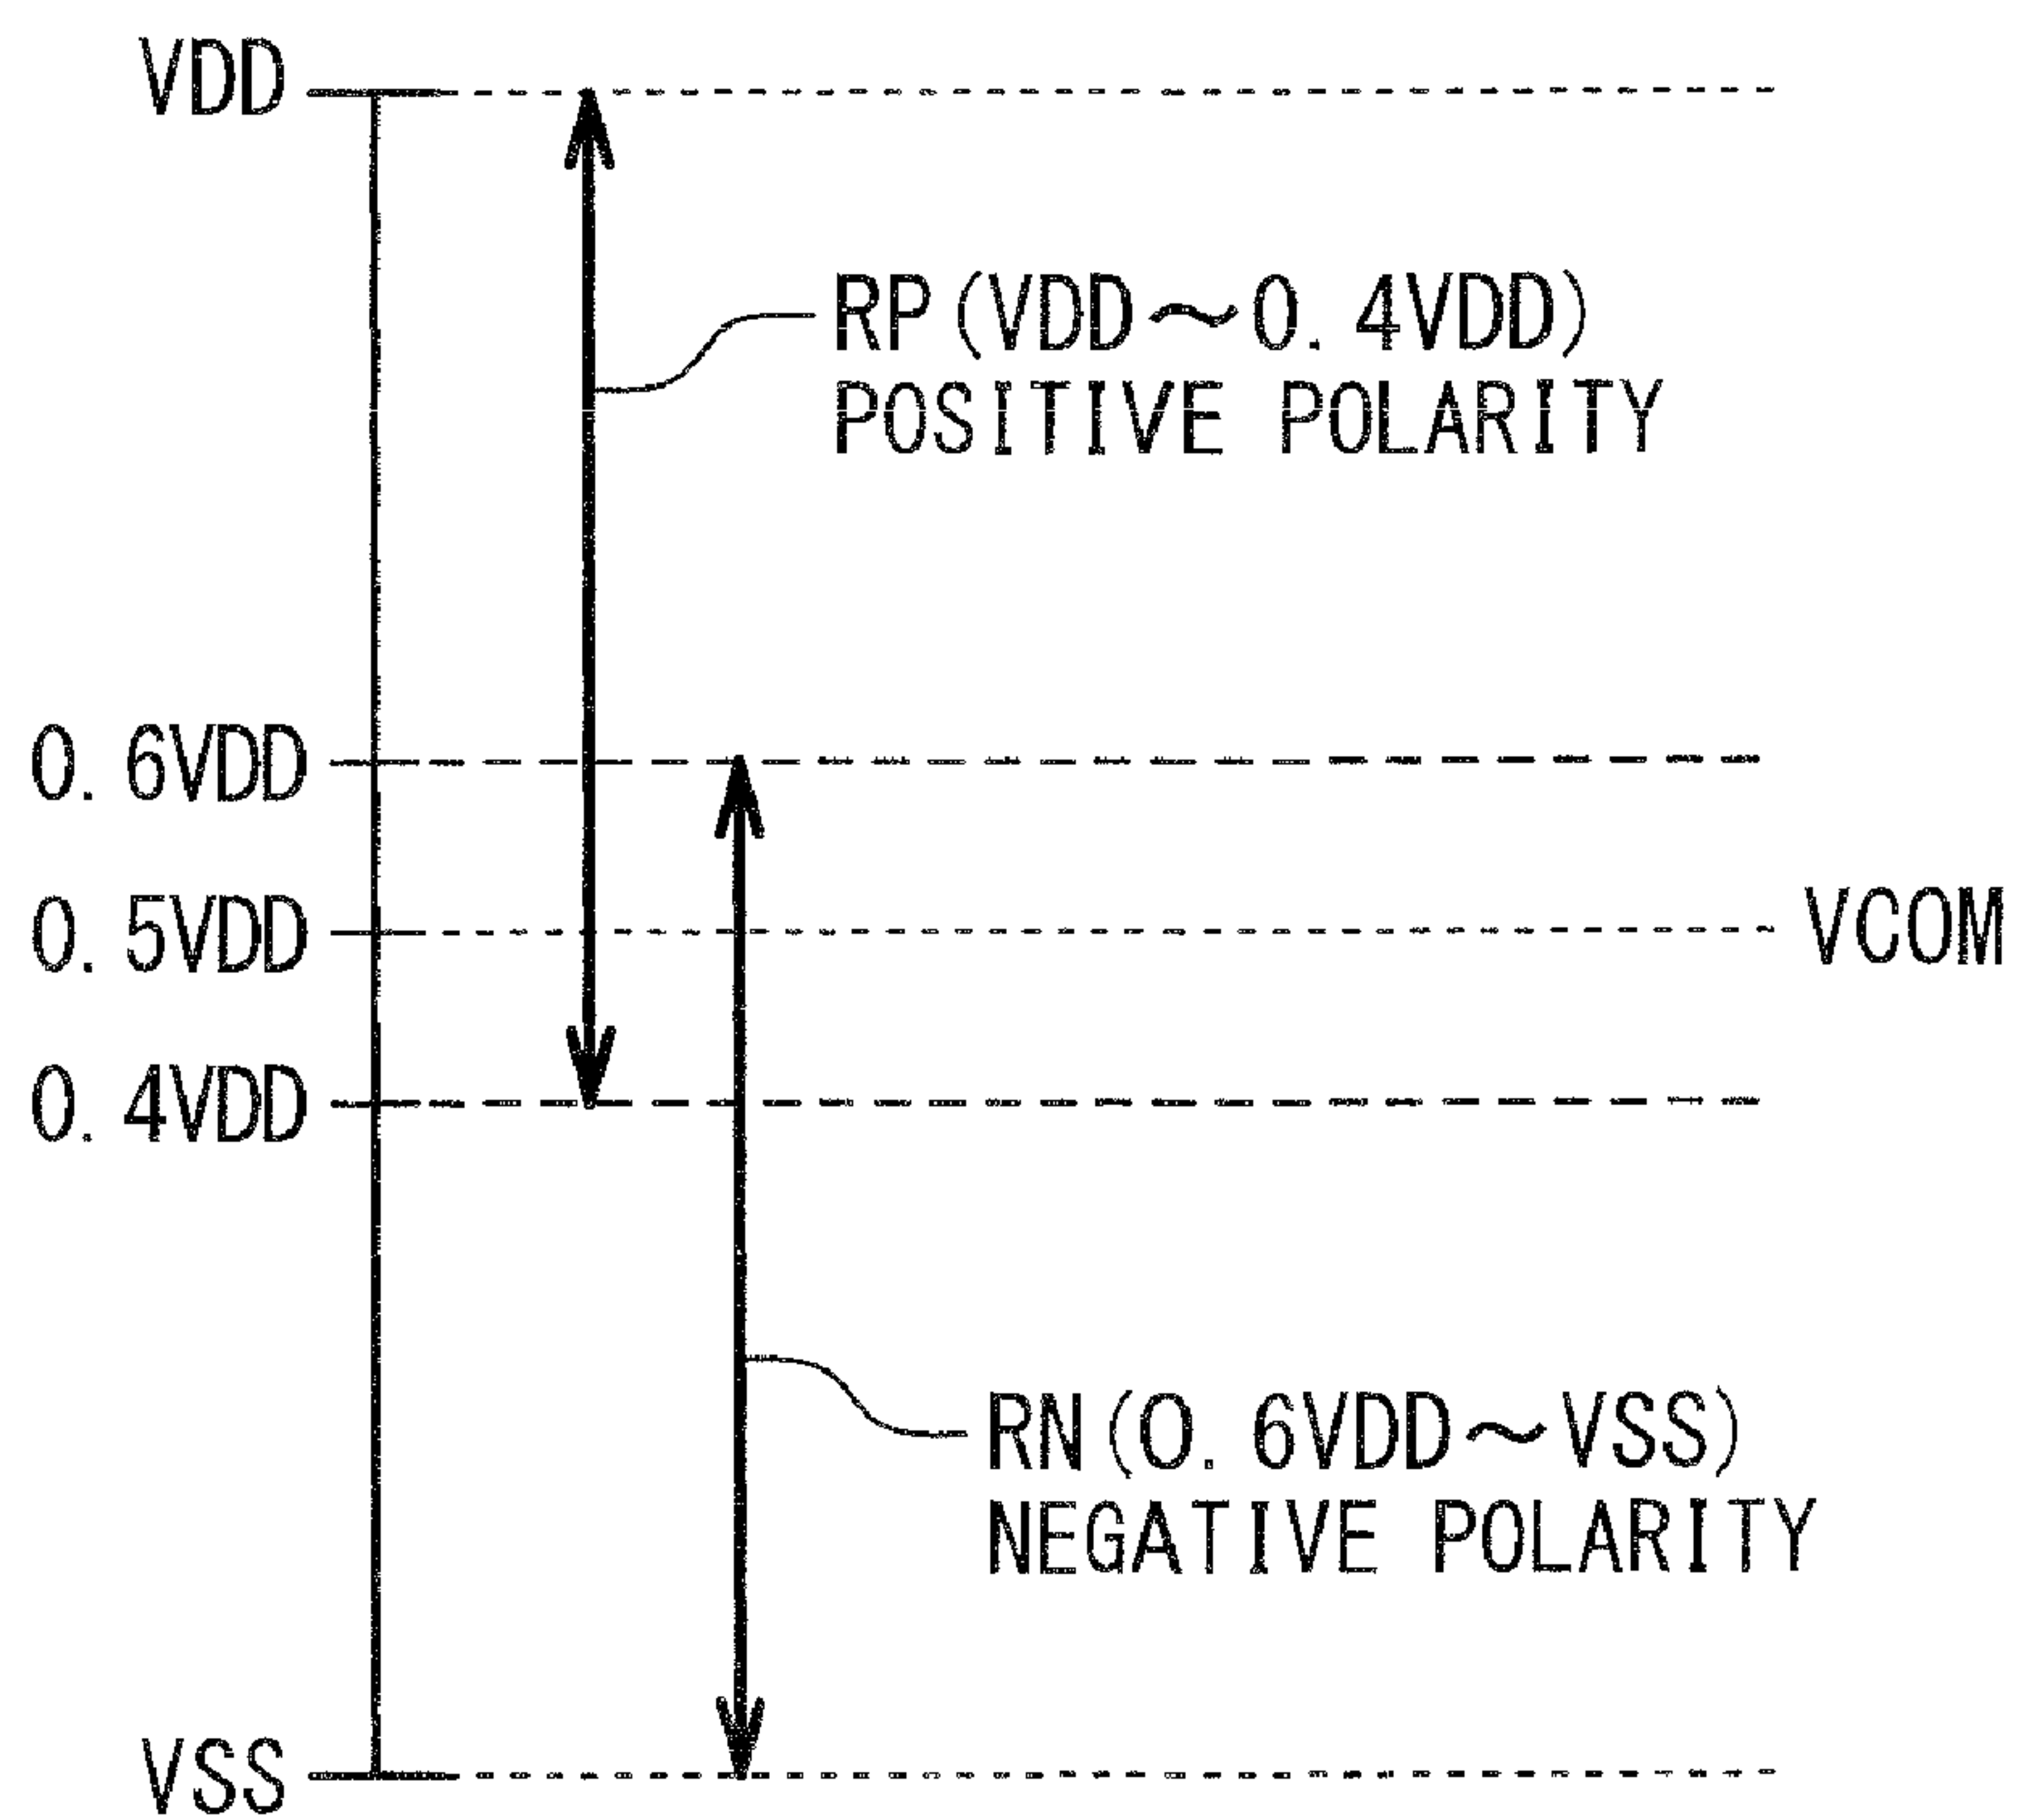 VDD
RP(VDD〜0.4VDD)
POSITIVE POLARITY
0.6VDD
0.5VDD
VCOM
0.4VDD
RN(0.6VDD〜VSS)
NEGATIVE POLARITY
VSS